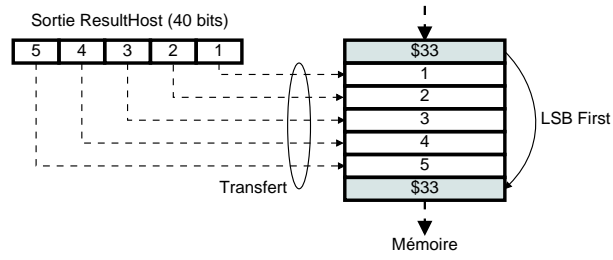 Sortie ResultHost (40 bits)
5 4 3 2 1
$33
1
2
3
4
5
$33
LSB First
Transfert
Mémoire